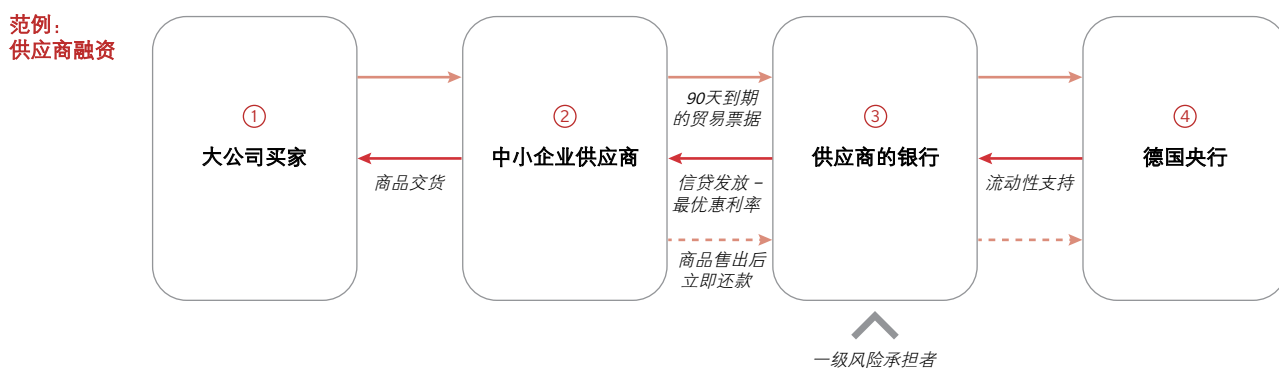 范例：
供应商融资
①
大公司买家
商品交货
②
中小企业供应商
90天到期
的贸易票据
信贷发放 –
最优惠利率
商品售出后
立即还款
③
供应商的银行
流动性支持
④
德国央行
一级风险承担者